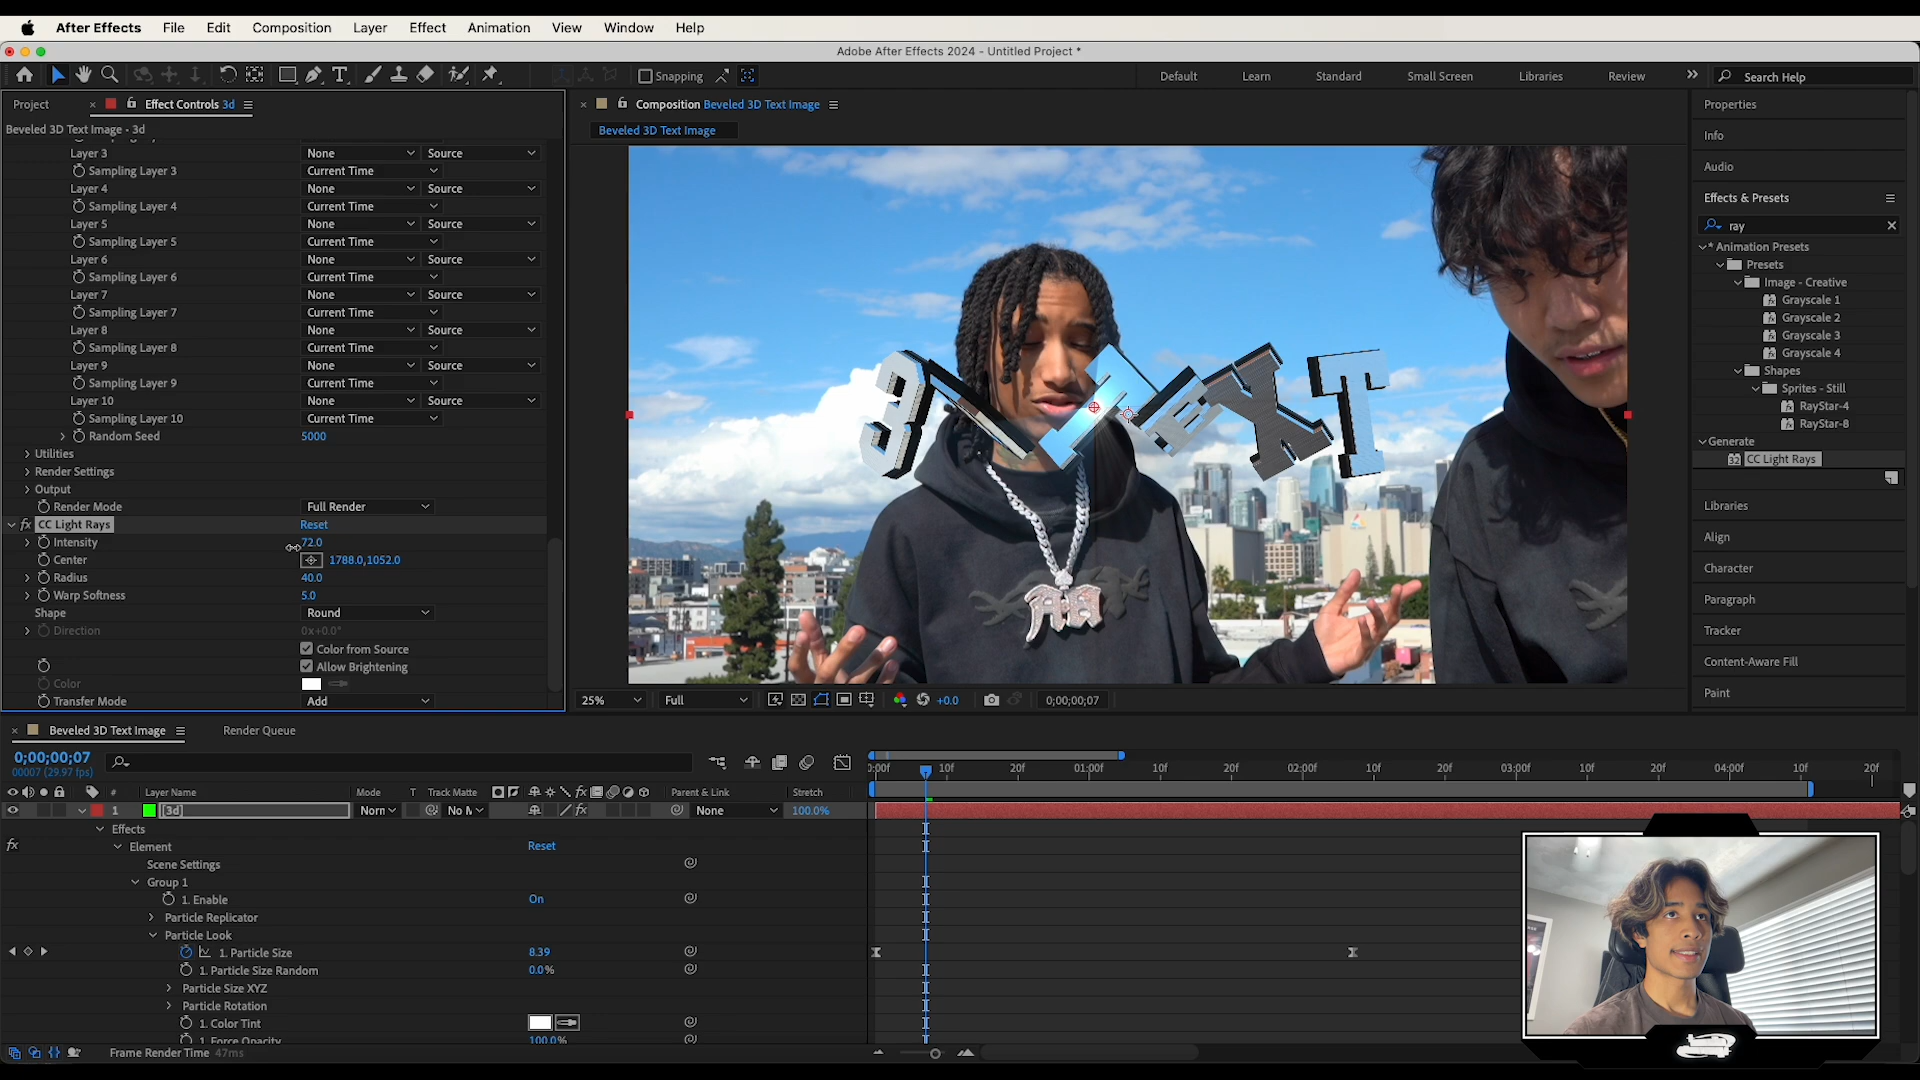 After Effects File Edit Composition Layer Effect Animation View Window Help
Adobe After Effects 2024 - Untitled Project *
Snapping
Default Learn Standard Small Screen Libraries Review Search Help
Project Effect Controls 3d
Beveled 3D Text Image • 3d
Layer 3 None Source
Sampling Layer 3 Current Time
Layer 4 None Source
Sampling Layer 4 Current Time
Layer 5 None Source
Sampling Layer 5 Current Time
Layer 6 None Source
Sampling Layer 6 Current Time
Layer 7 None Source
Sampling Layer 7 Current Time
Layer 8 None Source
Sampling Layer 8 Current Time
Layer 9 None Source
Sampling Layer 9 Current Time
Layer 10 None Source
Sampling Layer 10 Current Time
Random Seed 5000
Utilities
Render Settings
Output
Render Mode Full Render
fx CC Light Rays Reset
Intensity 72.0
Center 1788.0,1052.0
Radius 40.0
Warp Softness 5.0
Shape Round
Direction 0x+0.0°
Color from Source
Allow Brightening
Color
Transfer Mode Add
Composition Beveled 3D Text Image
Beveled 3D Text Image
3 TEXT
25% Full +0.0 0;00;00;07
Properties
Info
Audio
Effects & Presets
ray
* Animation Presets
Presets
Image - Creative
Grayscale 1
Grayscale 2
Grayscale 3
Grayscale 4
Shapes
Sprites - Still
RayStar-4
RayStar-8
Generate
32 CC Light Rays
Libraries
Align
Character
Paragraph
Tracker
Content-Aware Fill
Paint
Beveled 3D Text Image Render Queue
0;00;00;07
00007 (29.97 fps)
0:00f 10f 20f 01:00f 10f 20f 02:00f 10f 20f 03:00f 10f 20f 04:00f 10f 20f
# Layer Name Mode T Track Matte fx Parent & Link Stretch
1 [3d] Norm No M fx None 100.0%
Effects
fx Element Reset
Scene Settings
Group 1
1. Enable On
Particle Replicator
Particle Look
1. Particle Size 8.39
1. Particle Size Random 0.0%
Particle Size XYZ
Particle Rotation
1. Color Tint
1. Force Opacity 100.0%
Frame Render Time 47ms